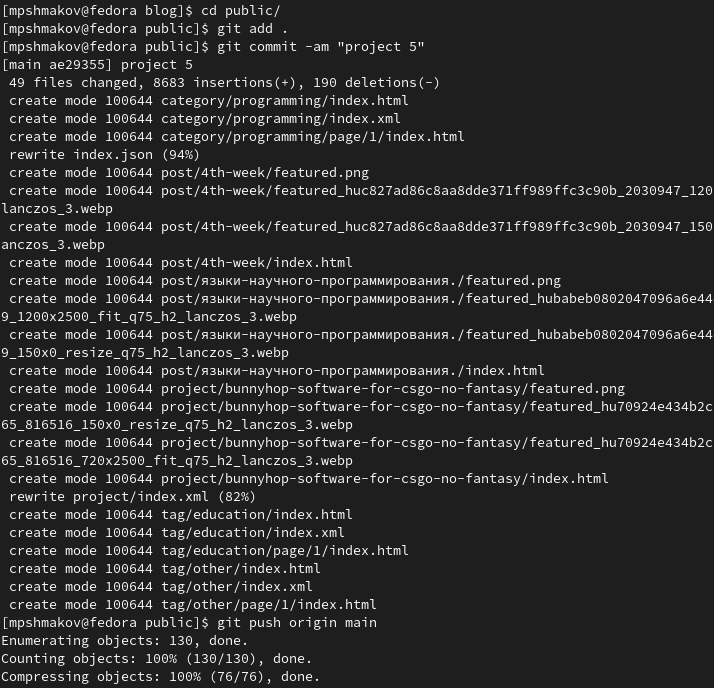 [mpshmakov@fedora blog]$ cd public/
[mpshmakov@fedora public]$ git add .
[mpshmakov@fedora public]$ git commit -am "project 5"
[main ae29355] project 5
 49 files changed, 8683 insertions(+), 190 deletions(-)
 create mode 100644 category/programming/index.html
 create mode 100644 category/programming/index.xml
 create mode 100644 category/programming/page/1/index.html
 rewrite index.json (94%)
 create mode 100644 post/4th-week/featured.png
 create mode 100644 post/4th-week/featured_huc827ad86c8aa8dde371ff989ffc3c90b_2030947_120
lanczos_3.webp
 create mode 100644 post/4th-week/featured_huc827ad86c8aa8dde371ff989ffc3c90b_2030947_150
anczos_3.webp
 create mode 100644 post/4th-week/index.html
 create mode 100644 post/языки-научного-программирования./featured.png
 create mode 100644 post/языки-научного-программирования./featured_hubabeb0802047096a6e44
9_1200x2500_fit_q75_h2_lanczos_3.webp
 create mode 100644 post/языки-научного-программирования./featured_hubabeb0802047096a6e44
9_150x0_resize_q75_h2_lanczos_3.webp
 create mode 100644 post/языки-научного-программирования./index.html
 create mode 100644 project/bunnyhop-software-for-csgo-no-fantasy/featured.png
 create mode 100644 project/bunnyhop-software-for-csgo-no-fantasy/featured_hu70924e434b2c
65_816516_150x0_resize_q75_h2_lanczos_3.webp
 create mode 100644 project/bunnyhop-software-for-csgo-no-fantasy/featured_hu70924e434b2c
65_816516_720x2500_fit_q75_h2_lanczos_3.webp
 create mode 100644 project/bunnyhop-software-for-csgo-no-fantasy/index.html
 rewrite project/index.xml (82%)
 create mode 100644 tag/education/index.html
 create mode 100644 tag/education/index.xml
 create mode 100644 tag/education/page/1/index.html
 create mode 100644 tag/other/index.html
 create mode 100644 tag/other/index.xml
 create mode 100644 tag/other/page/1/index.html
[mpshmakov@fedora public]$ git push origin main
Enumerating objects: 130, done.
Counting objects: 100% (130/130), done.
Compressing objects: 100% (76/76), done.